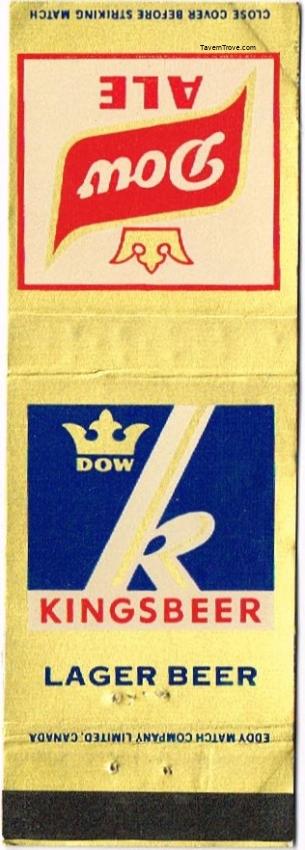 TavernTrove.com
CLOSE COVER BEFORE STRIKING MATCH
Dow
ALE
DOW
k
KINGSBEER
LAGER BEER
EDDY MATCH COMPANY LIMITED, CANADA